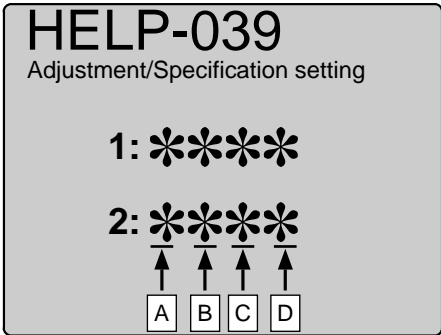 HELP-039
Adjustment/Specification setting
1: ****
2: ****
A B C D